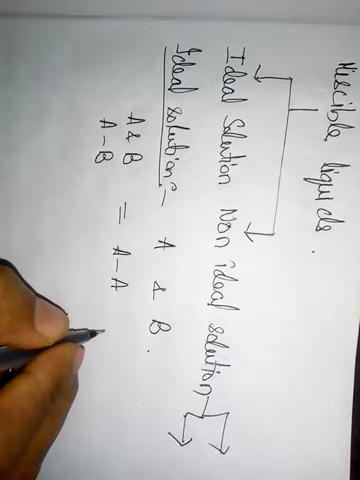 Miscible liquids.
Ideal Solution Non ideal solution
Ideal solution:- A & B.
A & B
A-B = A-A